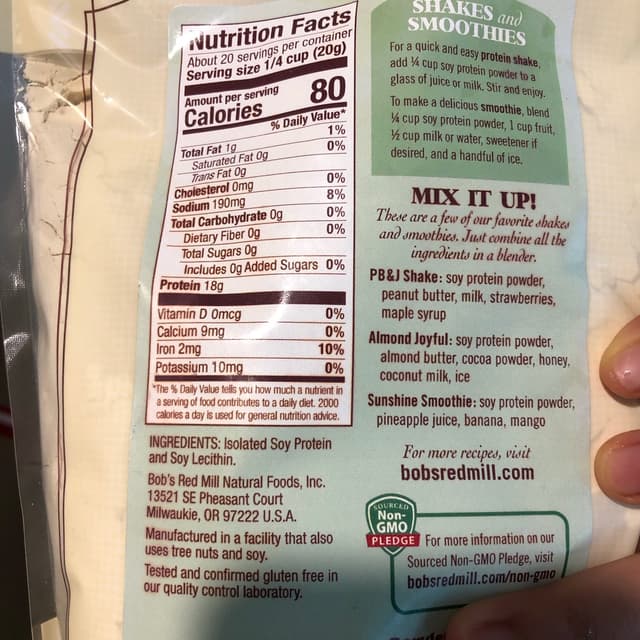 Nutrition Facts
About 20 servings per container
Serving size 1/4 cup (20g)
Amount per serving
Calories 80
% Daily Value*
Total Fat 1g 1%
Saturated Fat 0g 0%
Trans Fat 0g
Cholesterol 0mg 0%
Sodium 190mg 8%
Total Carbohydrate 0g 0%
Dietary Fiber 0g 0%
Total Sugars 0g
Includes 0g Added Sugars 0%
Protein 18g
Vitamin D 0mcg 0%
Calcium 9mg 0%
Iron 2mg 10%
Potassium 10mg 0%
*The % Daily Value tells you how much a nutrient in
a serving of food contributes to a daily diet. 2000
calories a day is used for general nutrition advice.
INGREDIENTS: Isolated Soy Protein
and Soy Lecithin.
Bob's Red Mill Natural Foods, Inc.
13521 SE Pheasant Court
Milwaukie, OR 97222 U.S.A.
Manufactured in a facility that also
uses tree nuts and soy.
Tested and confirmed gluten free in
our quality control laboratory.
SHAKES and
SMOOTHIES
For a quick and easy protein shake,
add ¼ cup soy protein powder to a
glass of juice or milk. Stir and enjoy.
To make a delicious smoothie, blend
¼ cup soy protein powder, 1 cup fruit,
½ cup milk or water, sweetener if
desired, and a handful of ice.
MIX IT UP!
These are a few of our favorite shakes
and smoothies. Just combine all the
ingredients in a blender.
PB&J Shake: soy protein powder,
peanut butter, milk, strawberries,
maple syrup
Almond Joyful: soy protein powder,
almond butter, cocoa powder, honey,
coconut milk, ice
Sunshine Smoothie: soy protein powder,
pineapple juice, banana, mango
For more recipes, visit
bobsredmill.com
SOURCED
Non-
GMO
PLEDGE
For more information on our
Sourced Non-GMO Pledge, visit
bobsredmill.com/non-gmo